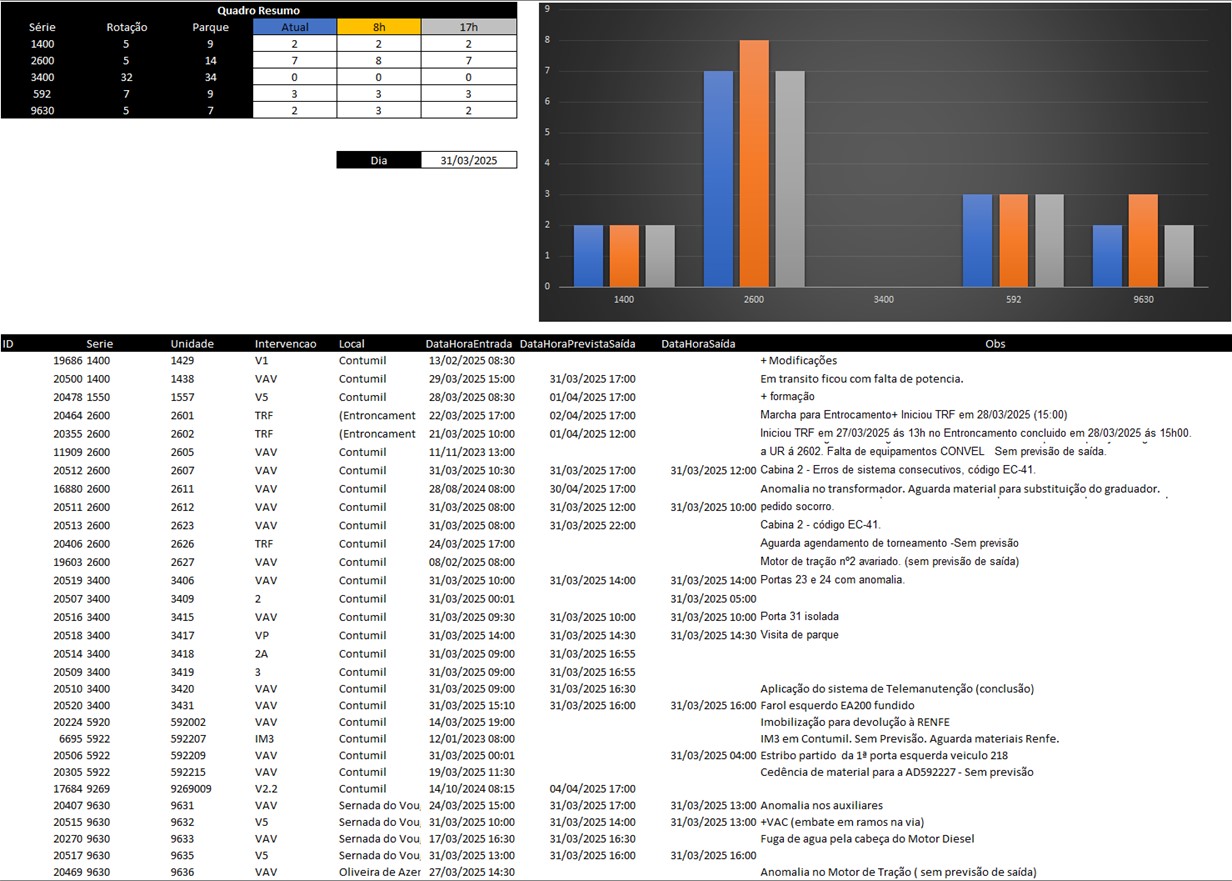 Quadro Resumo
Série Rotação Parque Atual 8h 17h
1400 5 9 2 2 2
2600 5 14 7 8 7
3400 32 34 0 0 0
592 7 9 3 3 3
9630 5 7 2 3 2
Dia 31/03/2025
9
8
7
6
5
4
3
2
1
0
1400 2600 3400 592 9630
ID Serie Unidade Intervencao Local DataHoraEntrada DataHoraPrevistaSaída DataHoraSaída Obs
19686 1400 1429 V1 Contumil 13/02/2025 08:30 + Modificações
20500 1400 1438 VAV Contumil 29/03/2025 15:00 31/03/2025 17:00 Em transito ficou com falta de potencia.
20478 1550 1557 V5 Contumil 28/03/2025 08:30 01/04/2025 17:00 + formação
20464 2600 2601 TRF (Entroncament 22/03/2025 17:00 02/04/2025 17:00 Marcha para Entrocamento+ Iniciou TRF em 28/03/2025 (15:00)
20355 2600 2602 TRF (Entroncament 21/03/2025 10:00 01/04/2025 12:00 Iniciou TRF em 27/03/2025 ás 13h no Entroncamento concluido em 28/03/2025 ás 15h00.
11909 2600 2605 VAV Contumil 11/11/2023 13:00 a UR á 2602. Falta de equipamentos CONVEL Sem previsão de saída.
20512 2600 2607 VAV Contumil 31/03/2025 10:30 31/03/2025 17:00 31/03/2025 12:00 Cabina 2 - Erros de sistema consecutivos, código EC-41.
16880 2600 2611 VAV Contumil 28/08/2024 08:00 30/04/2025 17:00 Anomalia no transformador. Aguarda material para substituição do graduador.
20511 2600 2612 VAV Contumil 31/03/2025 08:00 31/03/2025 12:00 31/03/2025 10:00 pedido socorro.
20513 2600 2623 VAV Contumil 31/03/2025 08:00 31/03/2025 22:00 Cabina 2 - código EC-41.
20406 2600 2626 TRF Contumil 24/03/2025 17:00 Aguarda agendamento de torneamento -Sem previsão
19603 2600 2627 VAV Contumil 08/02/2025 08:00 Motor de tração nº2 avariado. (sem previsão de saída)
20519 3400 3406 VAV Contumil 31/03/2025 10:00 31/03/2025 14:00 31/03/2025 14:00 Portas 23 e 24 com anomalia.
20507 3400 3409 2 Contumil 31/03/2025 00:01 31/03/2025 05:00
20516 3400 3415 VAV Contumil 31/03/2025 09:30 31/03/2025 10:00 31/03/2025 10:00 Porta 31 isolada
20518 3400 3417 VP Contumil 31/03/2025 14:00 31/03/2025 14:30 31/03/2025 14:30 Visita de parque
20514 3400 3418 2A Contumil 31/03/2025 09:00 31/03/2025 16:55
20509 3400 3419 3 Contumil 31/03/2025 09:00 31/03/2025 16:55
20510 3400 3420 VAV Contumil 31/03/2025 09:00 31/03/2025 16:30 Aplicação do sistema de Telemanutenção (conclusão)
20520 3400 3431 VAV Contumil 31/03/2025 15:10 31/03/2025 16:00 31/03/2025 16:00 Farol esquerdo EA200 fundido
20224 5920 592002 VAV Contumil 14/03/2025 19:00 Imobilização para devolução à RENFE
6695 5922 592207 IM3 Contumil 12/01/2023 08:00 IM3 em Contumil. Sem Previsão. Aguarda materiais Renfe.
20506 5922 592209 VAV Contumil 31/03/2025 00:01 31/03/2025 04:00 Estribo partido da 1ª porta esquerda veiculo 218
20305 5922 592215 VAV Contumil 19/03/2025 11:30 Cedência de material para a AD592227 - Sem previsão
17684 9269 9269009 V2.2 Contumil 14/10/2024 08:15 04/04/2025 17:00
20407 9630 9631 VAV Sernada do Vou, 24/03/2025 15:00 31/03/2025 17:00 31/03/2025 13:00 Anomalia nos auxiliares
20515 9630 9632 V5 Sernada do Vou, 31/03/2025 10:00 31/03/2025 14:00 31/03/2025 13:00 +VAC (embate em ramos na via)
20270 9630 9633 VAV Sernada do Vou, 17/03/2025 16:30 31/03/2025 16:30 Fuga de agua pela cabeça do Motor Diesel
20517 9630 9635 V5 Sernada do Vou, 31/03/2025 13:00 31/03/2025 16:00 31/03/2025 16:00
20469 9630 9636 VAV Oliveira de Azer 27/03/2025 14:30 Anomalia no Motor de Tração ( sem previsão de saída)